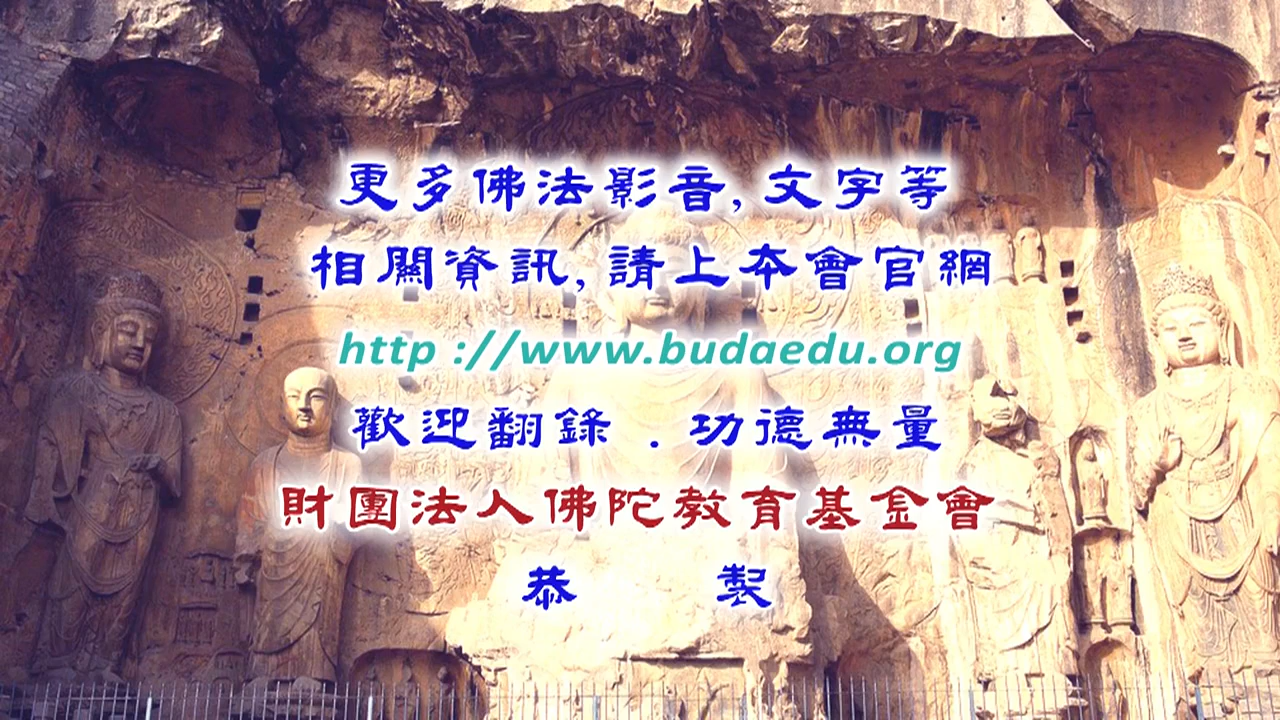 更多佛法影音,文字等
相關資訊,請上本會官網
http ://www.budaedu.org
歡迎翻錄 . 功德無量
財團法人佛陀教育基金會
恭 製